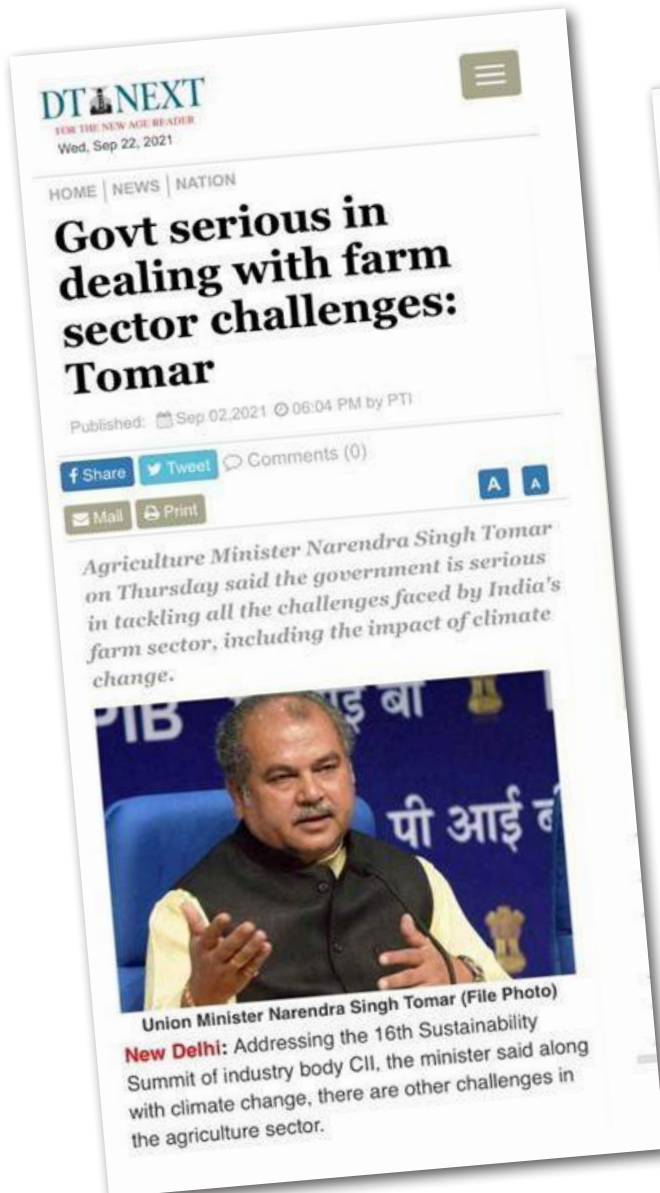 DT NEXT
FOR THE NEW AGE READER
Wed, Sep 22, 2021
HOME | NEWS | NATION
Govt serious in
dealing with farm
sector challenges:
Tomar
Published: Sep 02,2021 06:04 PM by PTI
Share Tweet Comments (0)
A A
Mail Print
Agriculture Minister Narendra Singh Tomar
on Thursday said the government is serious
in tackling all the challenges faced by India's
farm sector, including the impact of climate
change.
PIB
पी आई
Union Minister Narendra Singh Tomar (File Photo)
New Delhi: Addressing the 16th Sustainability
Summit of industry body CII, the minister said along
with climate change, there are other challenges in
the agriculture sector.